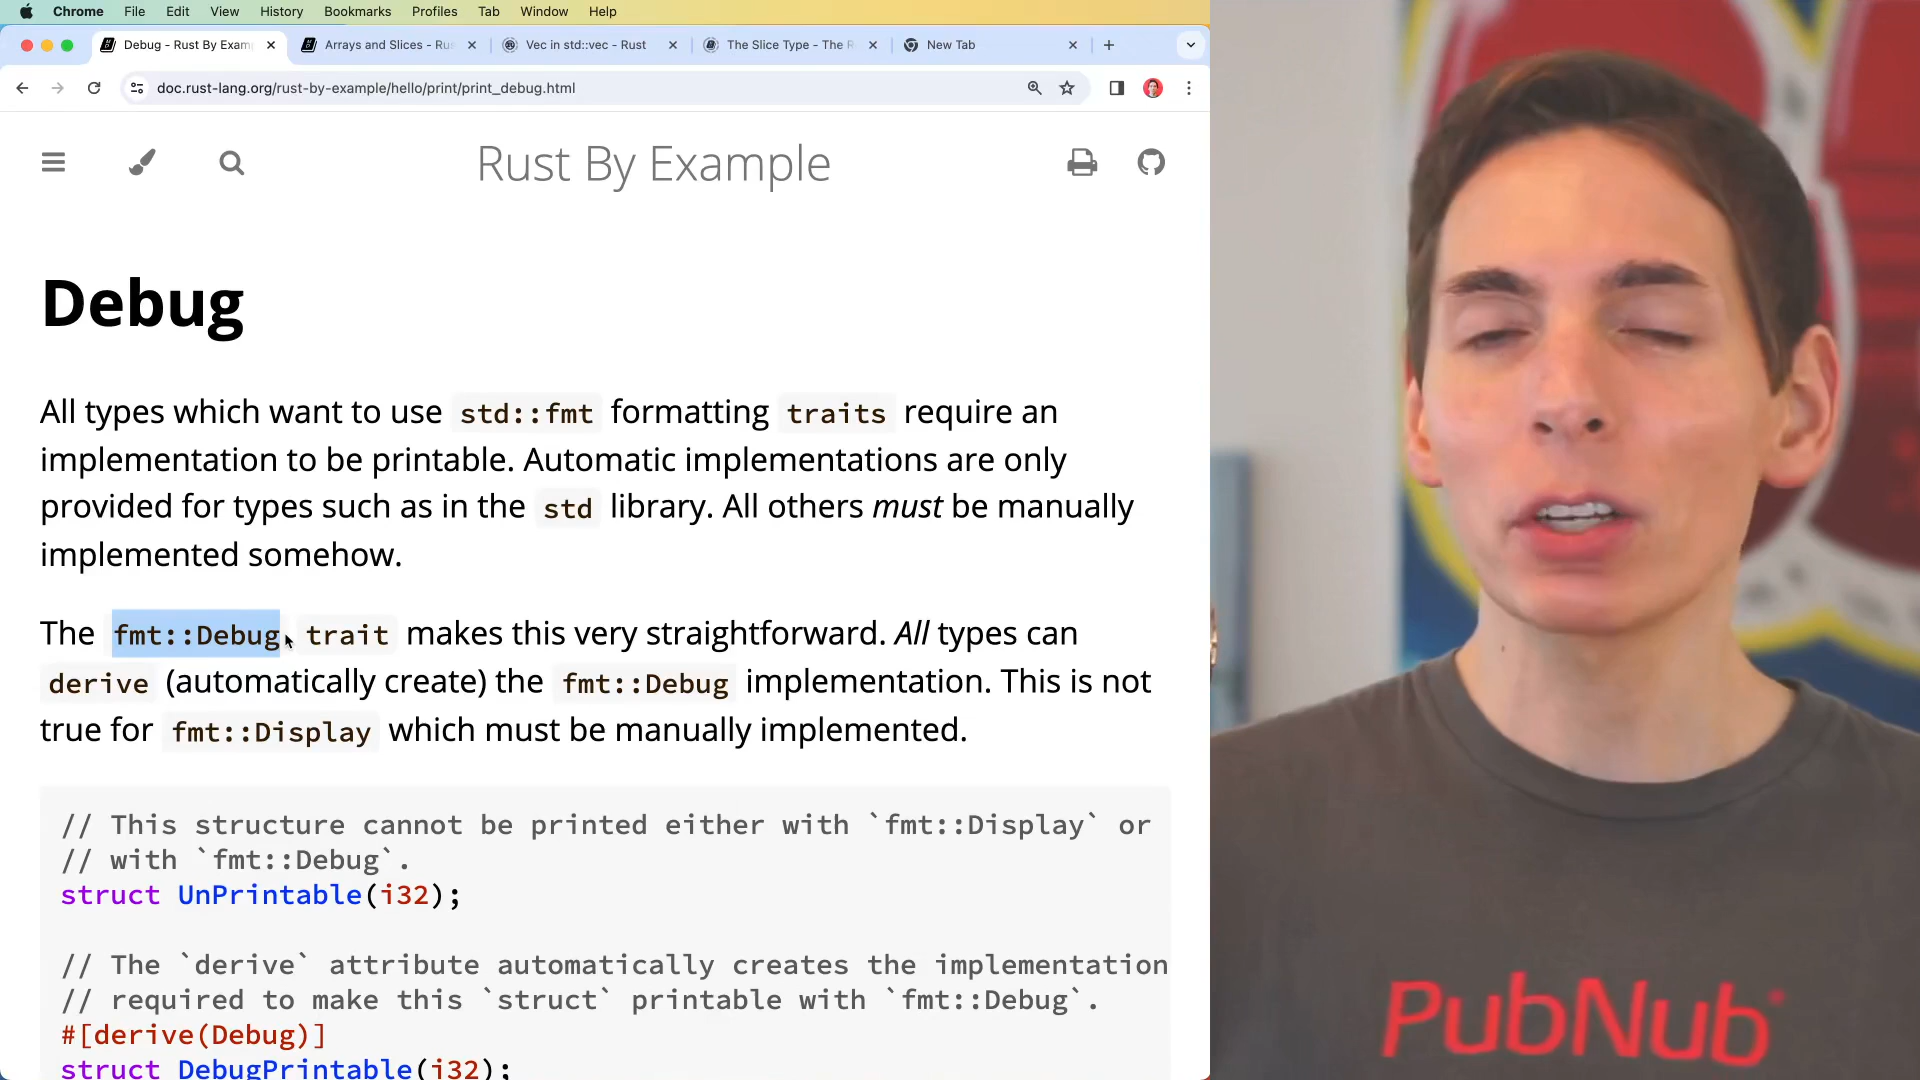 Chrome File Edit View History Bookmarks Profiles Tab Window Help
Debug - Rust By Exam Arrays and Slices - Ru Vec in std::vec - Rust The Slice Type - The R New Tab
doc.rust-lang.org/rust-by-example/hello/print/print_debug.html
Rust By Example
Debug
All types which want to use std::fmt formatting traits require an
implementation to be printable. Automatic implementations are only
provided for types such as in the std library. All others must be manually
implemented somehow.
The fmt::Debug trait makes this very straightforward. All types can
derive (automatically create) the fmt::Debug implementation. This is not
true for fmt::Display which must be manually implemented.
// This structure cannot be printed either with `fmt::Display` or
// with `fmt::Debug`.
struct UnPrintable(i32);
// The `derive` attribute automatically creates the implementation
// required to make this `struct` printable with `fmt::Debug`.
#[derive(Debug)]
struct DebugPrintable(i32);
PubNub